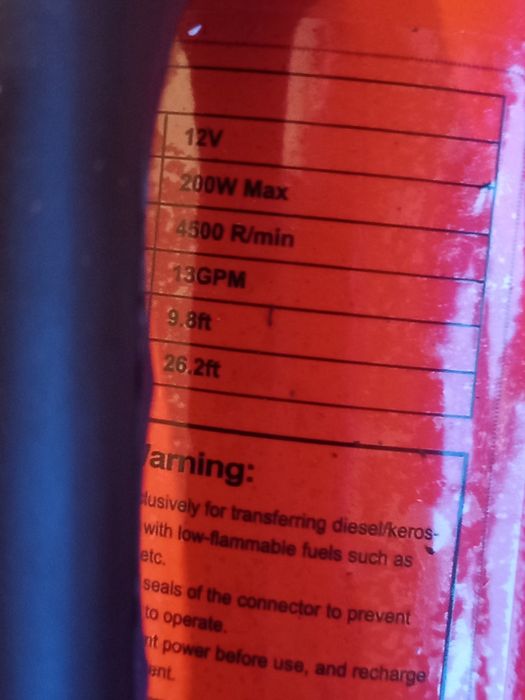 12V
200W Max
4500 R/min
13GPM
9.8ft
26.2ft
arning:
lusively for transferring diesel/keros-
with low-flammable fuels such as
etc.
seals of the connector to prevent
to operate.
nt power before use, and recharge
ent.